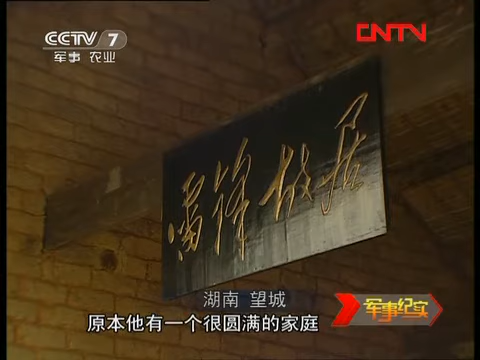 CCTV 7
军事 农业
CNTV
雷锋故居
湖南 望城
军事纪实
原本他有一个很圆满的家庭